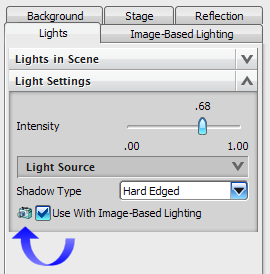 Background Stage Reflection
Lights Image-Based Lighting
Lights in Scene
Light Settings
.68
Intensity
.00 1.00
Light Source
Shadow Type Hard Edged
Use With Image-Based Lighting